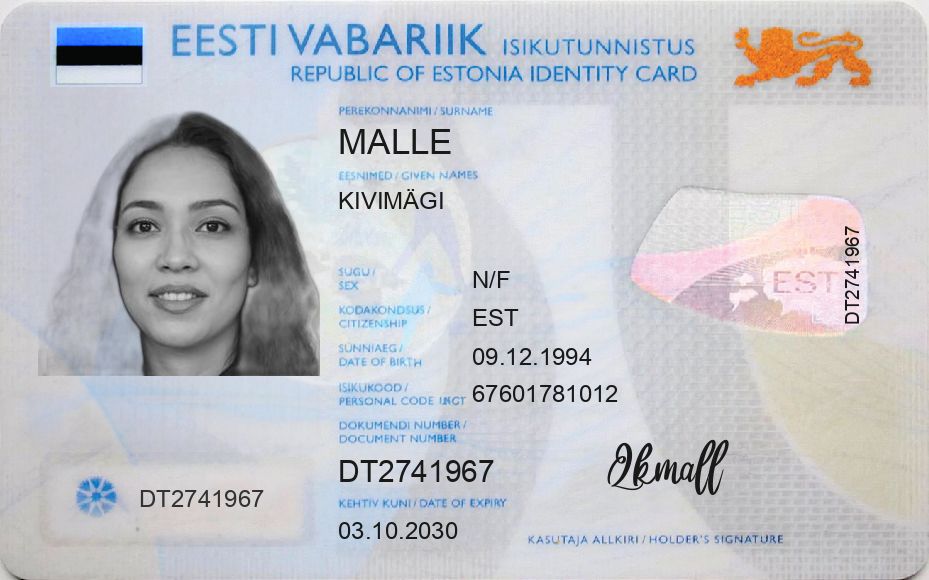 EESTI VABARIIK ISIKUTUNNISTUS
REPUBLIC OF ESTONIA IDENTITY CARD
PEREKONNANIMI / SURNAME
MALLE
EESNIMED / GIVEN NAMES
KIVIMÄGI
SUGU /
SEX
N/F
KODAKONDSUS /
CITIZENSHIP
EST
SÜNNIAEG /
DATE OF BIRTH
09.12.1994
ISIKUKOOD /
PERSONAL CODE
67601781012
DOKUMENDI NUMBER /
DOCUMENT NUMBER
DT2741967
KEHTIV KUNI / DATE OF EXPIRY
03.10.2030
DT2741967
EST
DT2741967
KASUTAJA ALLKIRI / HOLDER'S SIGNATURE